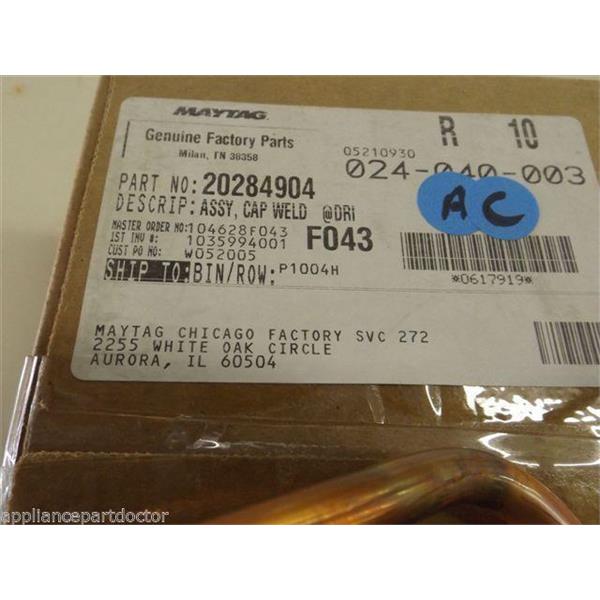 MAYTAG
R 10
Genuine Factory Parts
Milan, TN 38358
05210930
024-040-003
PART NO: 20284904
DESCRIP: ASSY, CAP WELD @DRI
A C
MASTER ORDER NO: 104628F043
1ST INV #: 1035994001
F043
CUST PO NO: W052005
SHIP TO: BIN/ROW: P1004H
*0617919*
MAYTAG CHICAGO FACTORY SVC 272
2255 WHITE OAK CIRCLE
AURORA, IL 60504
appliancepartdoctor